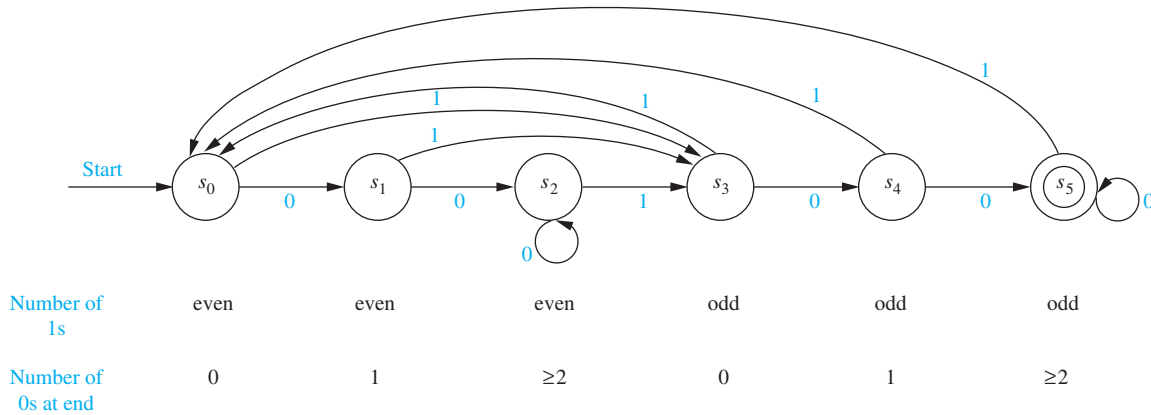 1
1
1
1
1
1
Start
s0
s1
s2
s3
s4
s5
0
0
1
0
0
0
0
Number of 1s
even
even
even
odd
odd
odd
Number of 0s at end
0
1
≥2
0
1
≥2